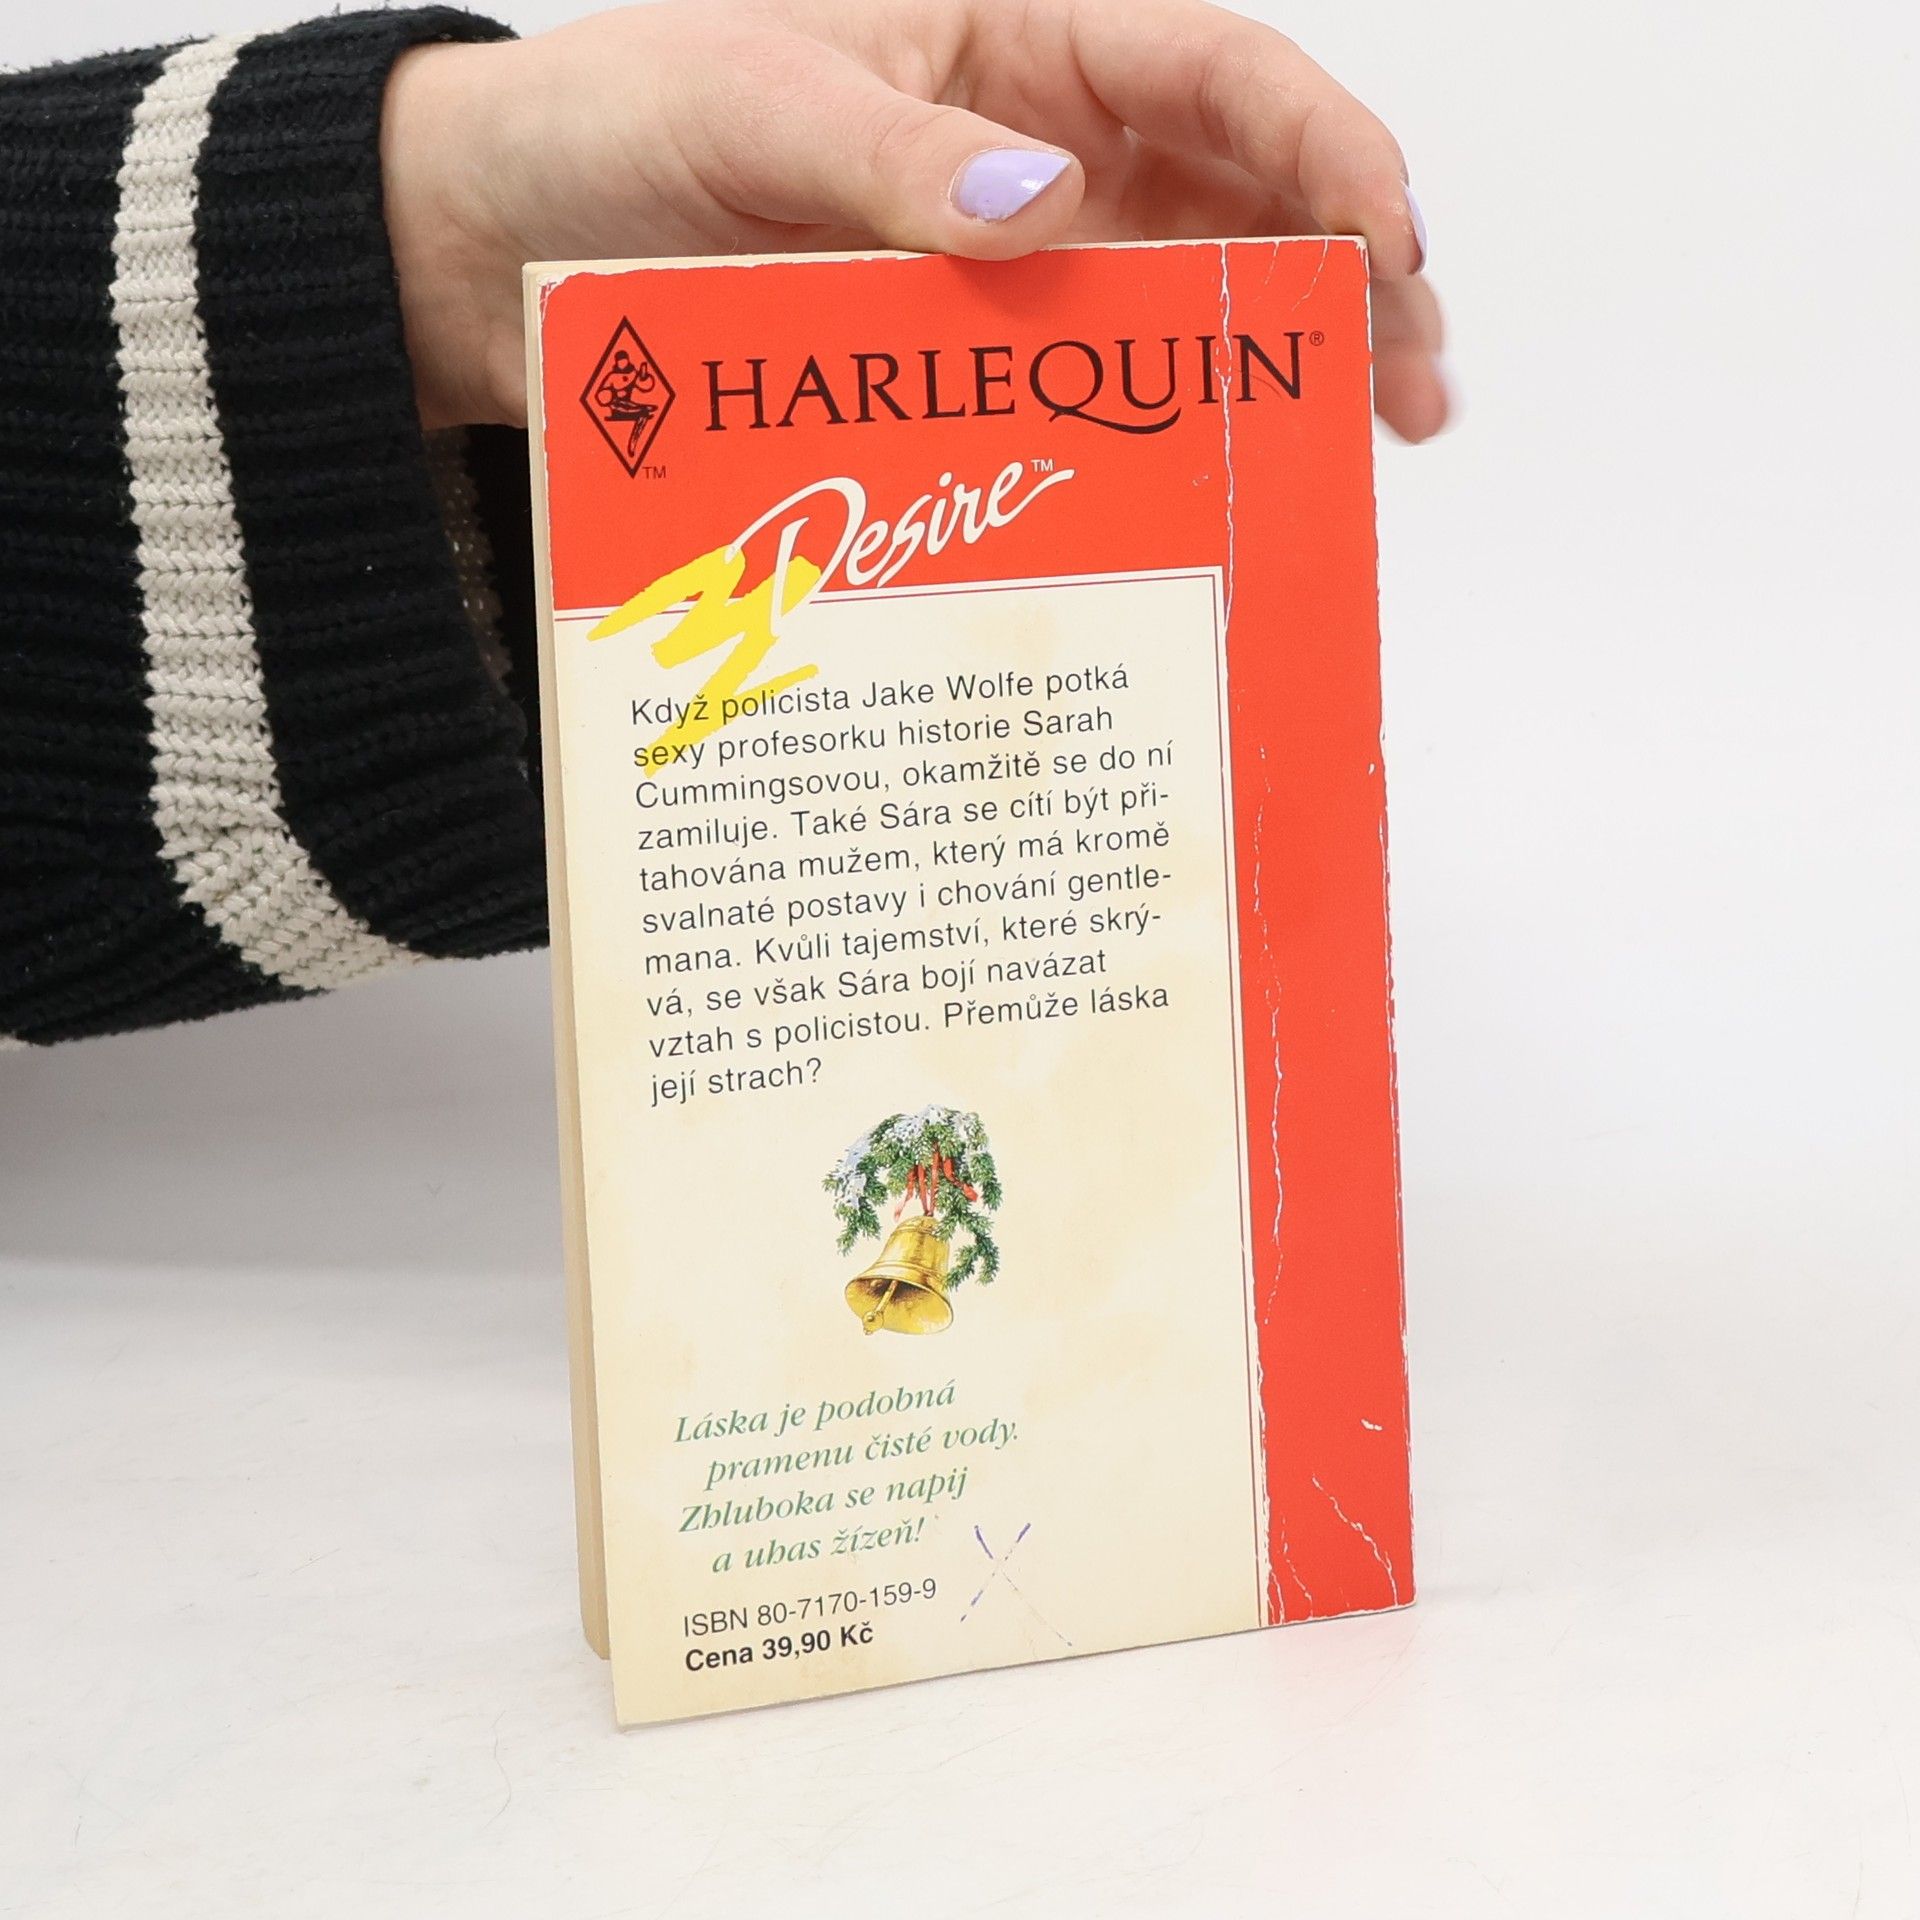 HARLEQUIN®
TM
Desire™
Když policista Jake Wolfe potká
sexy profesorku historie Sarah
Cummingsovou, okamžitě se do ní
zamiluje. Také Sára se cítí být při-
tahována mužem, který má kromě
svalnaté postavy i chování gentle-
mana. Kvůli tajemství, které skrý-
vá, se však Sára bojí navázat
vztah s policistou. Přemůže láska
její strach?
Láska je podobná
pramenu čisté vody.
Zhluboka se napij
a uhas žízeň!
ISBN 80-7170-159-9
Cena 39,90 Kč